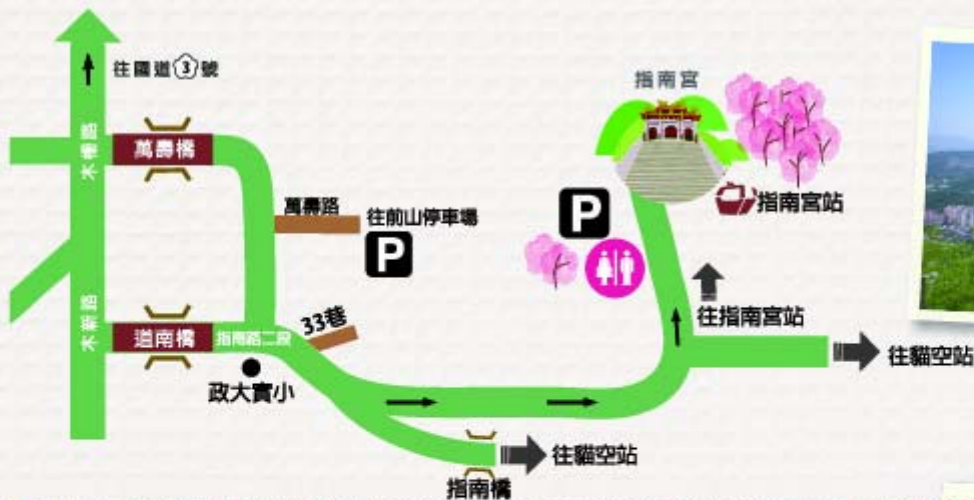 往國道3號
木柵路
萬壽橋
萬壽路
往前山停車場
P
指南宮
指南宮站
P
往指南宮站
木新路
道南橋
指南路二段
33巷
政大實小
往貓空站
往貓空站
指南橋